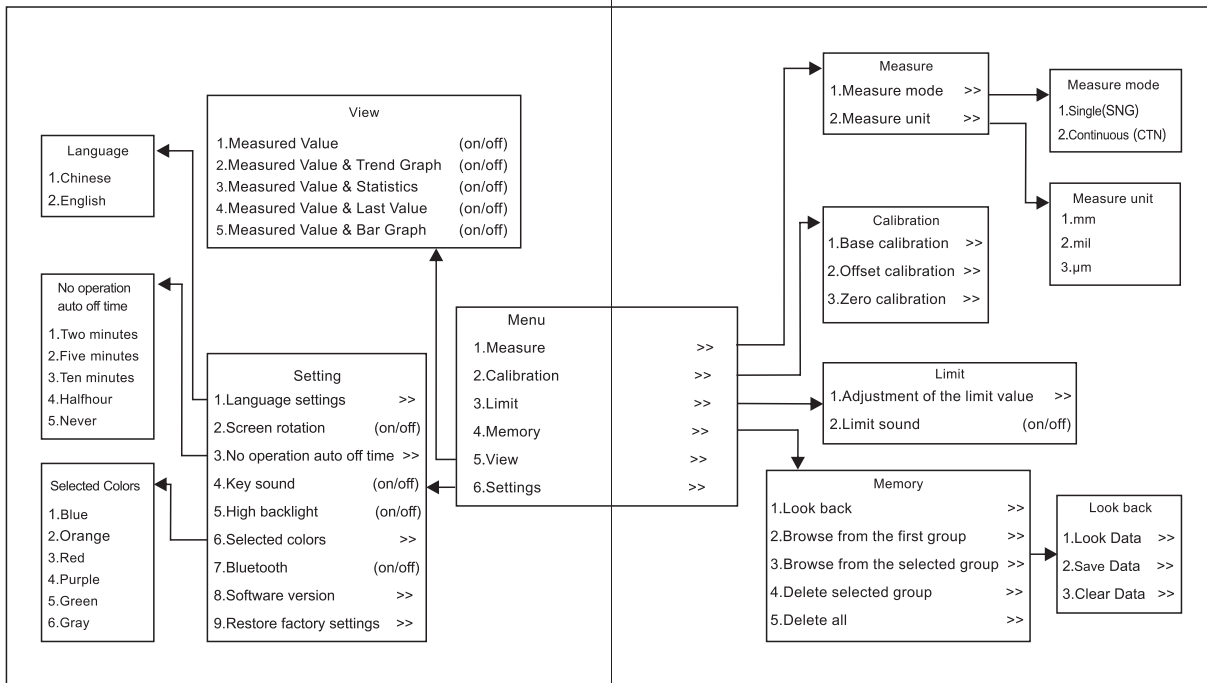 View
1.Measured Value (on/off)
2.Measured Value & Trend Graph (on/off)
3.Measured Value & Statistics (on/off)
4.Measured Value & Last Value (on/off)
5.Measured Value & Bar Graph (on/off)
Language
1.Chinese
2.English
No operation
auto off time
1.Two minutes
2.Five minutes
3.Ten minutes
4.Halfhour
5.Never
Selected Colors
1.Blue
2.Orange
3.Red
4.Purple
5.Green
6.Gray
Setting
1.Language settings >>
2.Screen rotation (on/off)
3.No operation auto off time >>
4.Key sound (on/off)
5.High backlight (on/off)
6.Selected colors >>
7.Bluetooth (on/off)
8.Software version >>
9.Restore factory settings >>
Menu
1.Measure >>
2.Calibration >>
3.Limit >>
4.Memory >>
5.View >>
6.Settings >>
Measure
1.Measure mode >>
2.Measure unit >>
Measure mode
1.Single(SNG)
2.Continuous (CTN)
Measure unit
1.mm
2.mil
3.µm
Calibration
1.Base calibration >>
2.Offset calibration >>
3.Zero calibration >>
Limit
1.Adjustment of the limit value >>
2.Limit sound (on/off)
Memory
1.Look back >>
2.Browse from the first group >>
3.Browse from the selected group >>
4.Delete selected group >>
5.Delete all >>
Look back
1.Look Data >>
2.Save Data >>
3.Clear Data >>